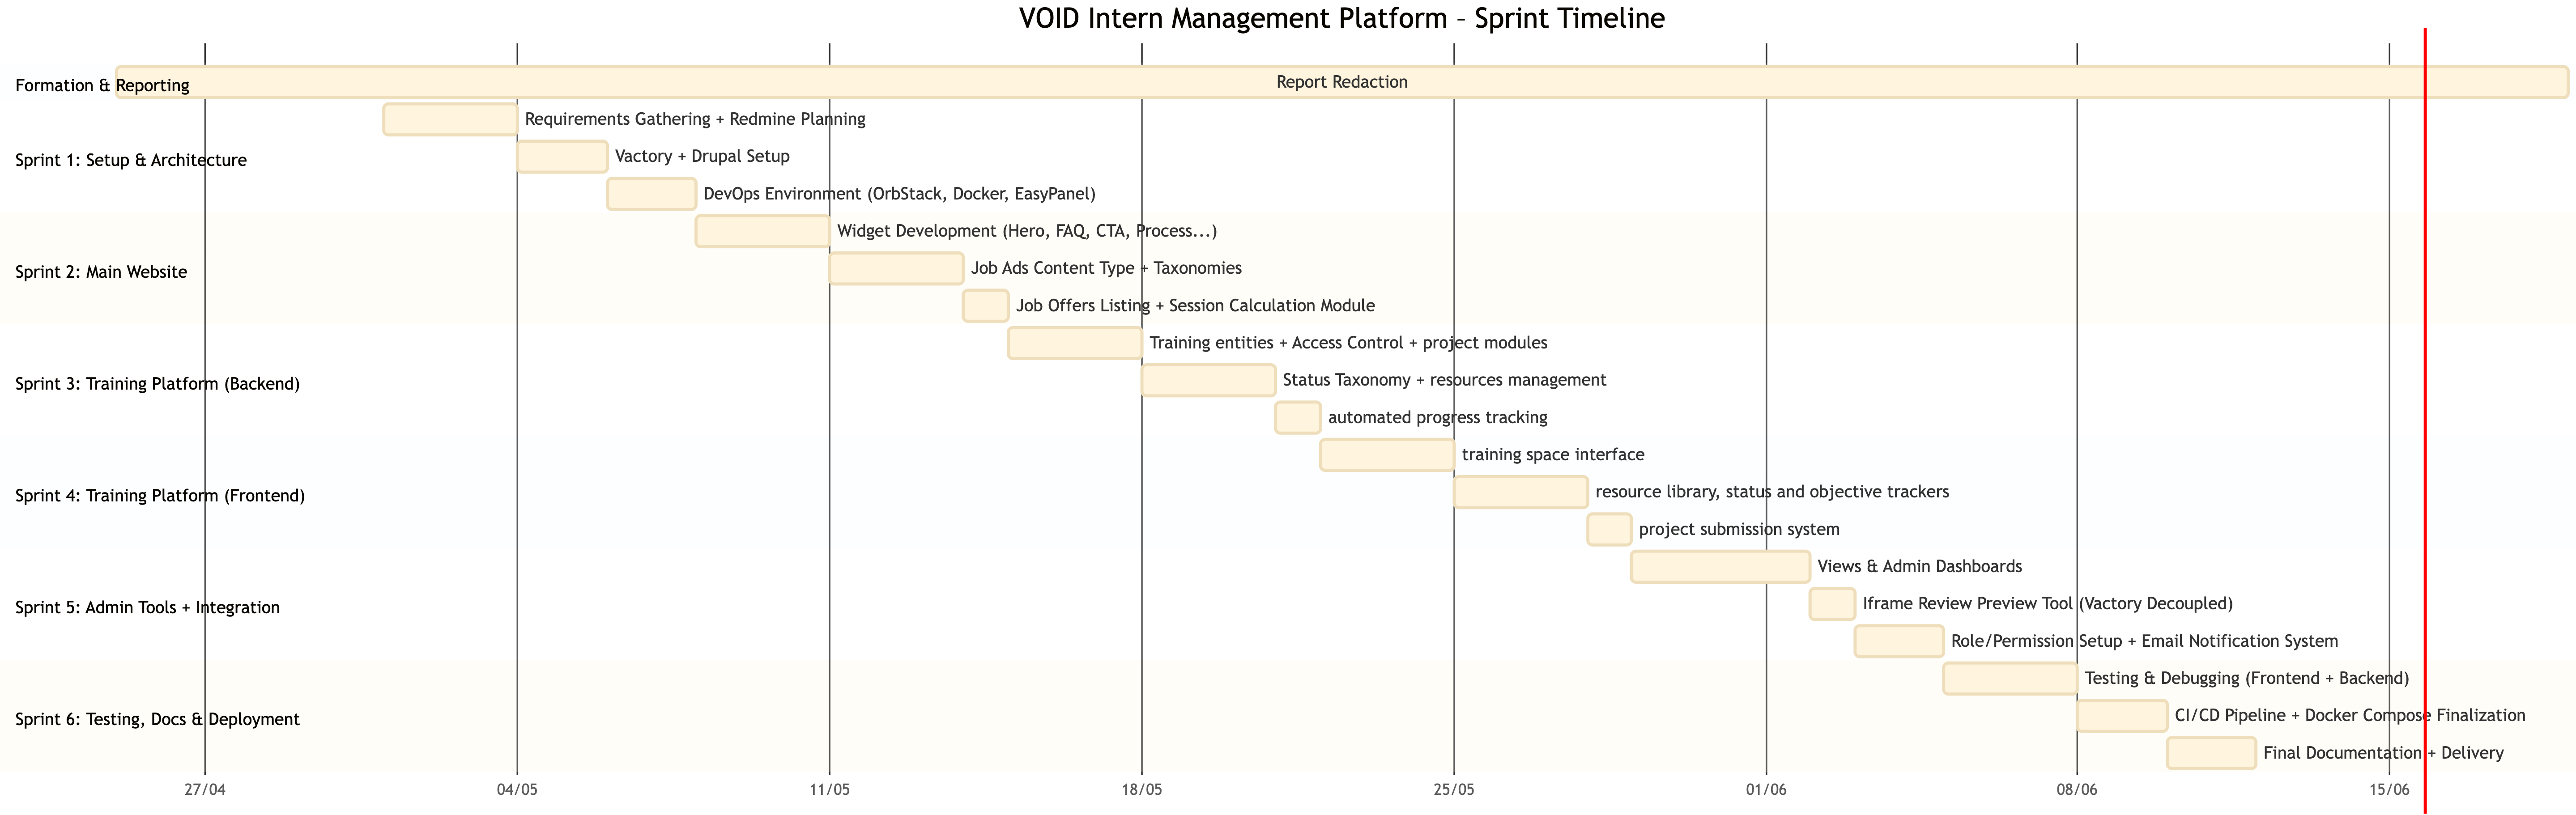 VOID Intern Management Platform – Sprint Timeline
Formation & Reporting
Report Redaction
Requirements Gathering + Redmine Planning
Sprint 1: Setup & Architecture
Vactory + Drupal Setup
DevOps Environment (OrbStack, Docker, EasyPanel)
Widget Development (Hero, FAQ, CTA, Process...)
Sprint 2: Main Website
Job Ads Content Type + Taxonomies
Job Offers Listing + Session Calculation Module
Training entities + Access Control + project modules
Sprint 3: Training Platform (Backend)
Status Taxonomy + resources management
automated progress tracking
training space interface
Sprint 4: Training Platform (Frontend)
resource library, status and objective trackers
project submission system
Views & Admin Dashboards
Sprint 5: Admin Tools + Integration
Iframe Review Preview Tool (Vactory Decoupled)
Role/Permission Setup + Email Notification System
Testing & Debugging (Frontend + Backend)
Sprint 6: Testing, Docs & Deployment
CI/CD Pipeline + Docker Compose Finalization
Final Documentation + Delivery
27/04 04/05 11/05 18/05 25/05 01/06 08/06 15/06